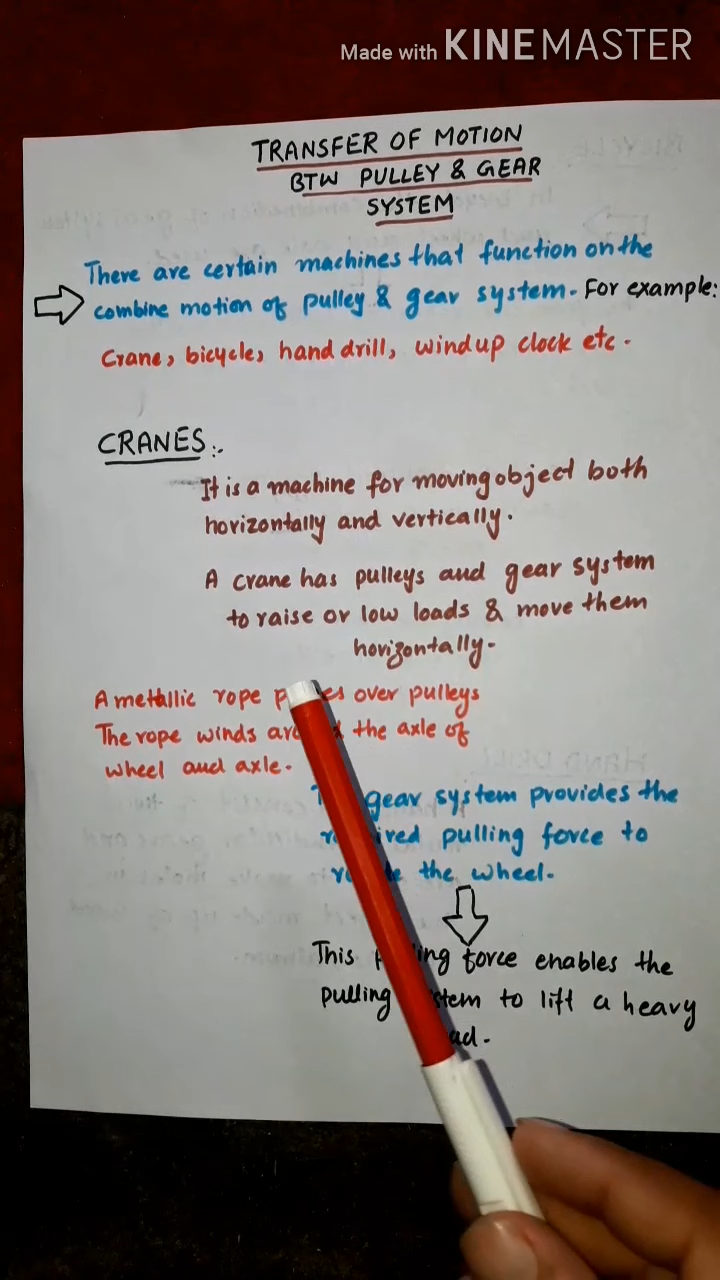 Made with KINEMASTER
TRANSFER OF MOTION
BTW PULLEY & GEAR
SYSTEM
There are certain machines that function on the
combine motion of pulley & gear system. For example:
Crane, bicycle, hand drill, wind up clock etc.
CRANES:-
It is a machine for moving object both
horizontally and vertically.
A crane has pulleys and gear system
to raise or low loads & move them
horizontally.
A metallic rope over pulleys
The rope winds the axle of
wheel and axle.
gear system provides the
pulling force to
the wheel.
This force enables the
pulling to lift a heavy